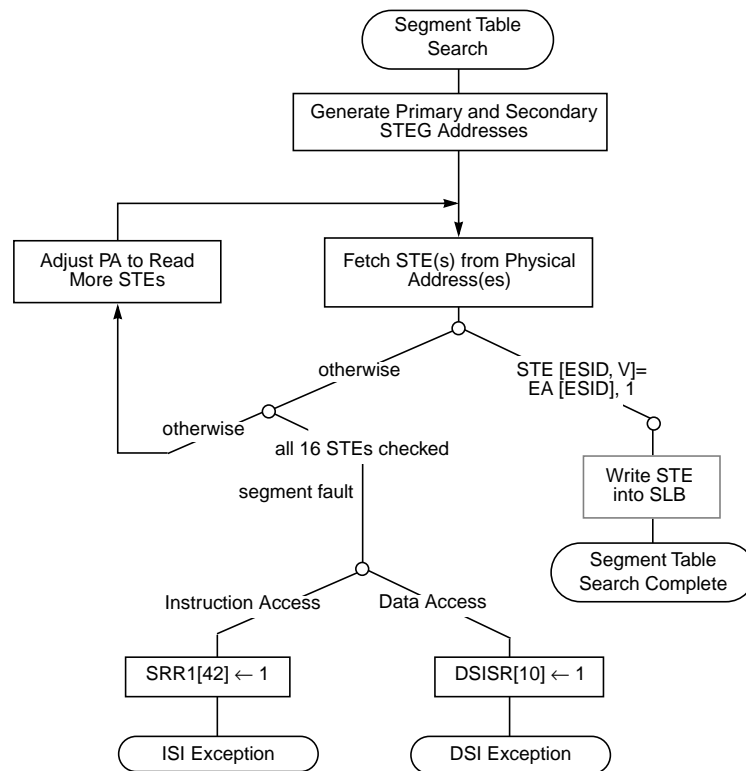 Segment Table
Search
Generate Primary and Secondary
STEG Addresses
Adjust PA to Read
More STEs
Fetch STE(s) from Physical
Address(es)
otherwise
STE [ESID, V]=
EA [ESID], 1
otherwise
all 16 STEs checked
segment fault
Write STE
into SLB
Segment Table
Search Complete
Instruction Access
Data Access
SRR1[42] ← 1
DSISR[10] ← 1
ISI Exception
DSI Exception